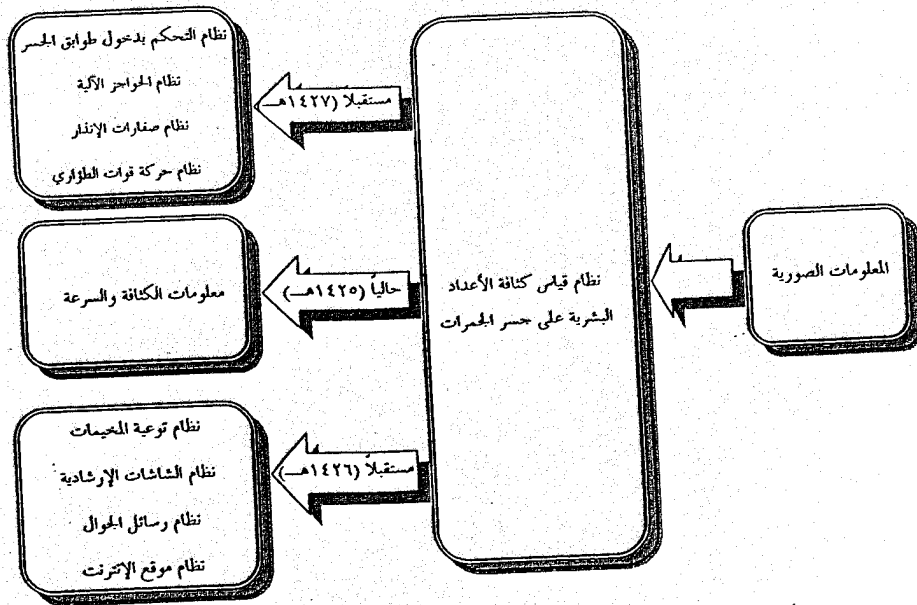 المعلومات الصورية
نظام قياس كثافة الأعداد
البشرية على جسر الجمرات
مستقبلاً (١٤٢٧هـ)
نظام التحكم بدخول طوابق الجسر
نظام الحواجز الآلية
نظام صفارات الإنذار
نظام حركة قوات الطؤاري
حالياً (١٤٢٥هـ)
معلومات الكثافة والسرعة
مستقبلاً (١٤٢٦هـ)
نظام توعية المخيمات
نظام الشاشات الإرشادية
نظام رسائل الجوال
نظام موقع الإنترنت